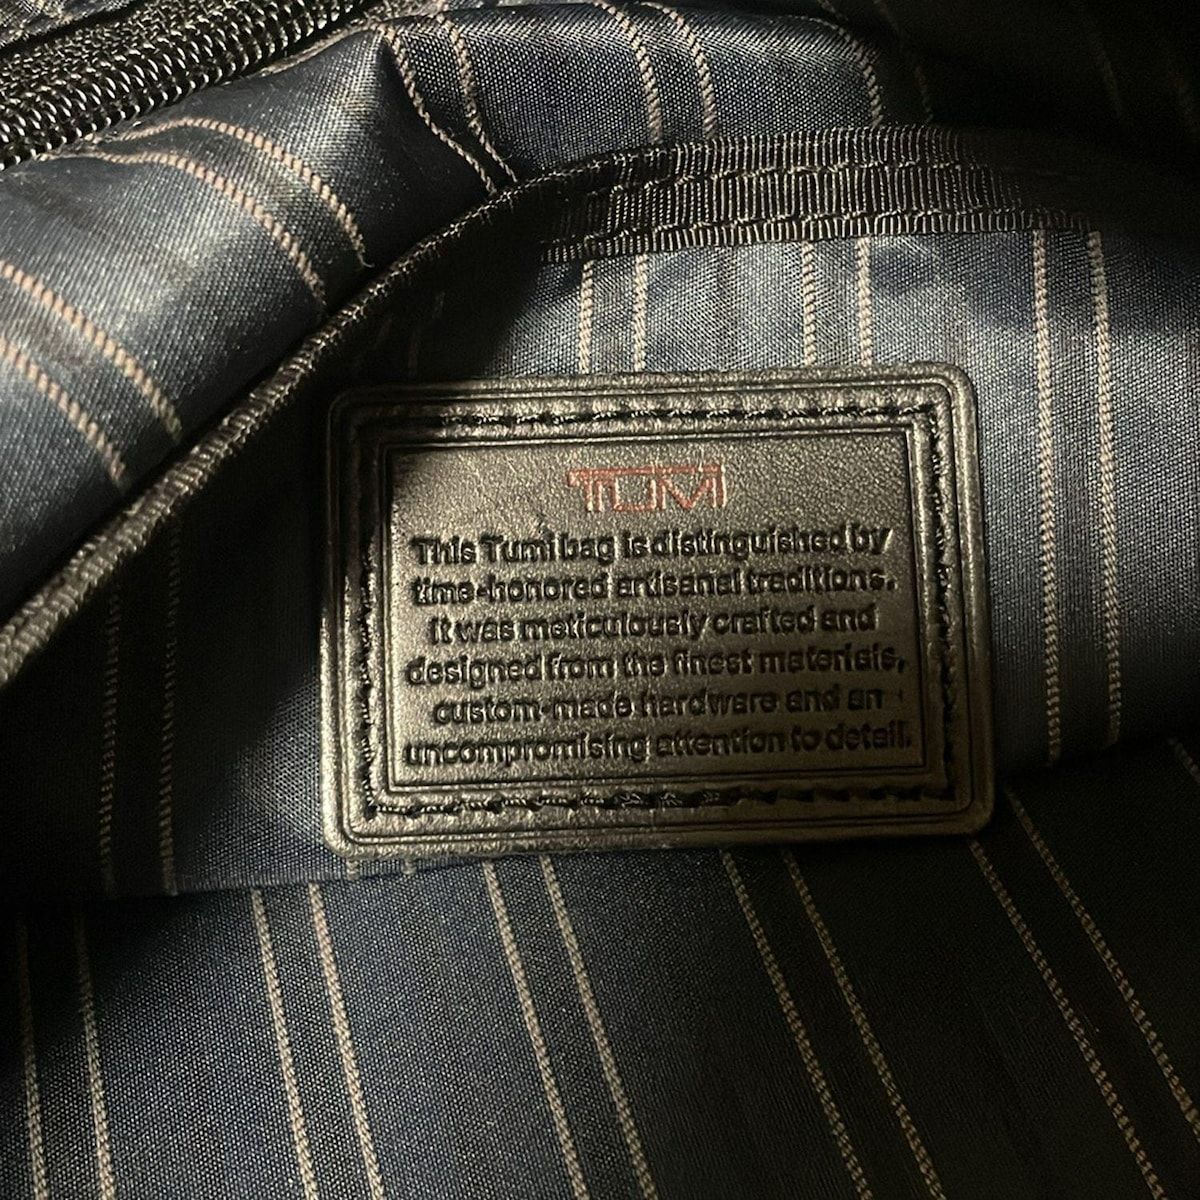 TUMI
This Tumi bag is distinguished by
time-honored artisanal traditions.
It was meticulously crafted and
designed from the finest materials,
custom-made hardware and an
uncompromising attention to detail.